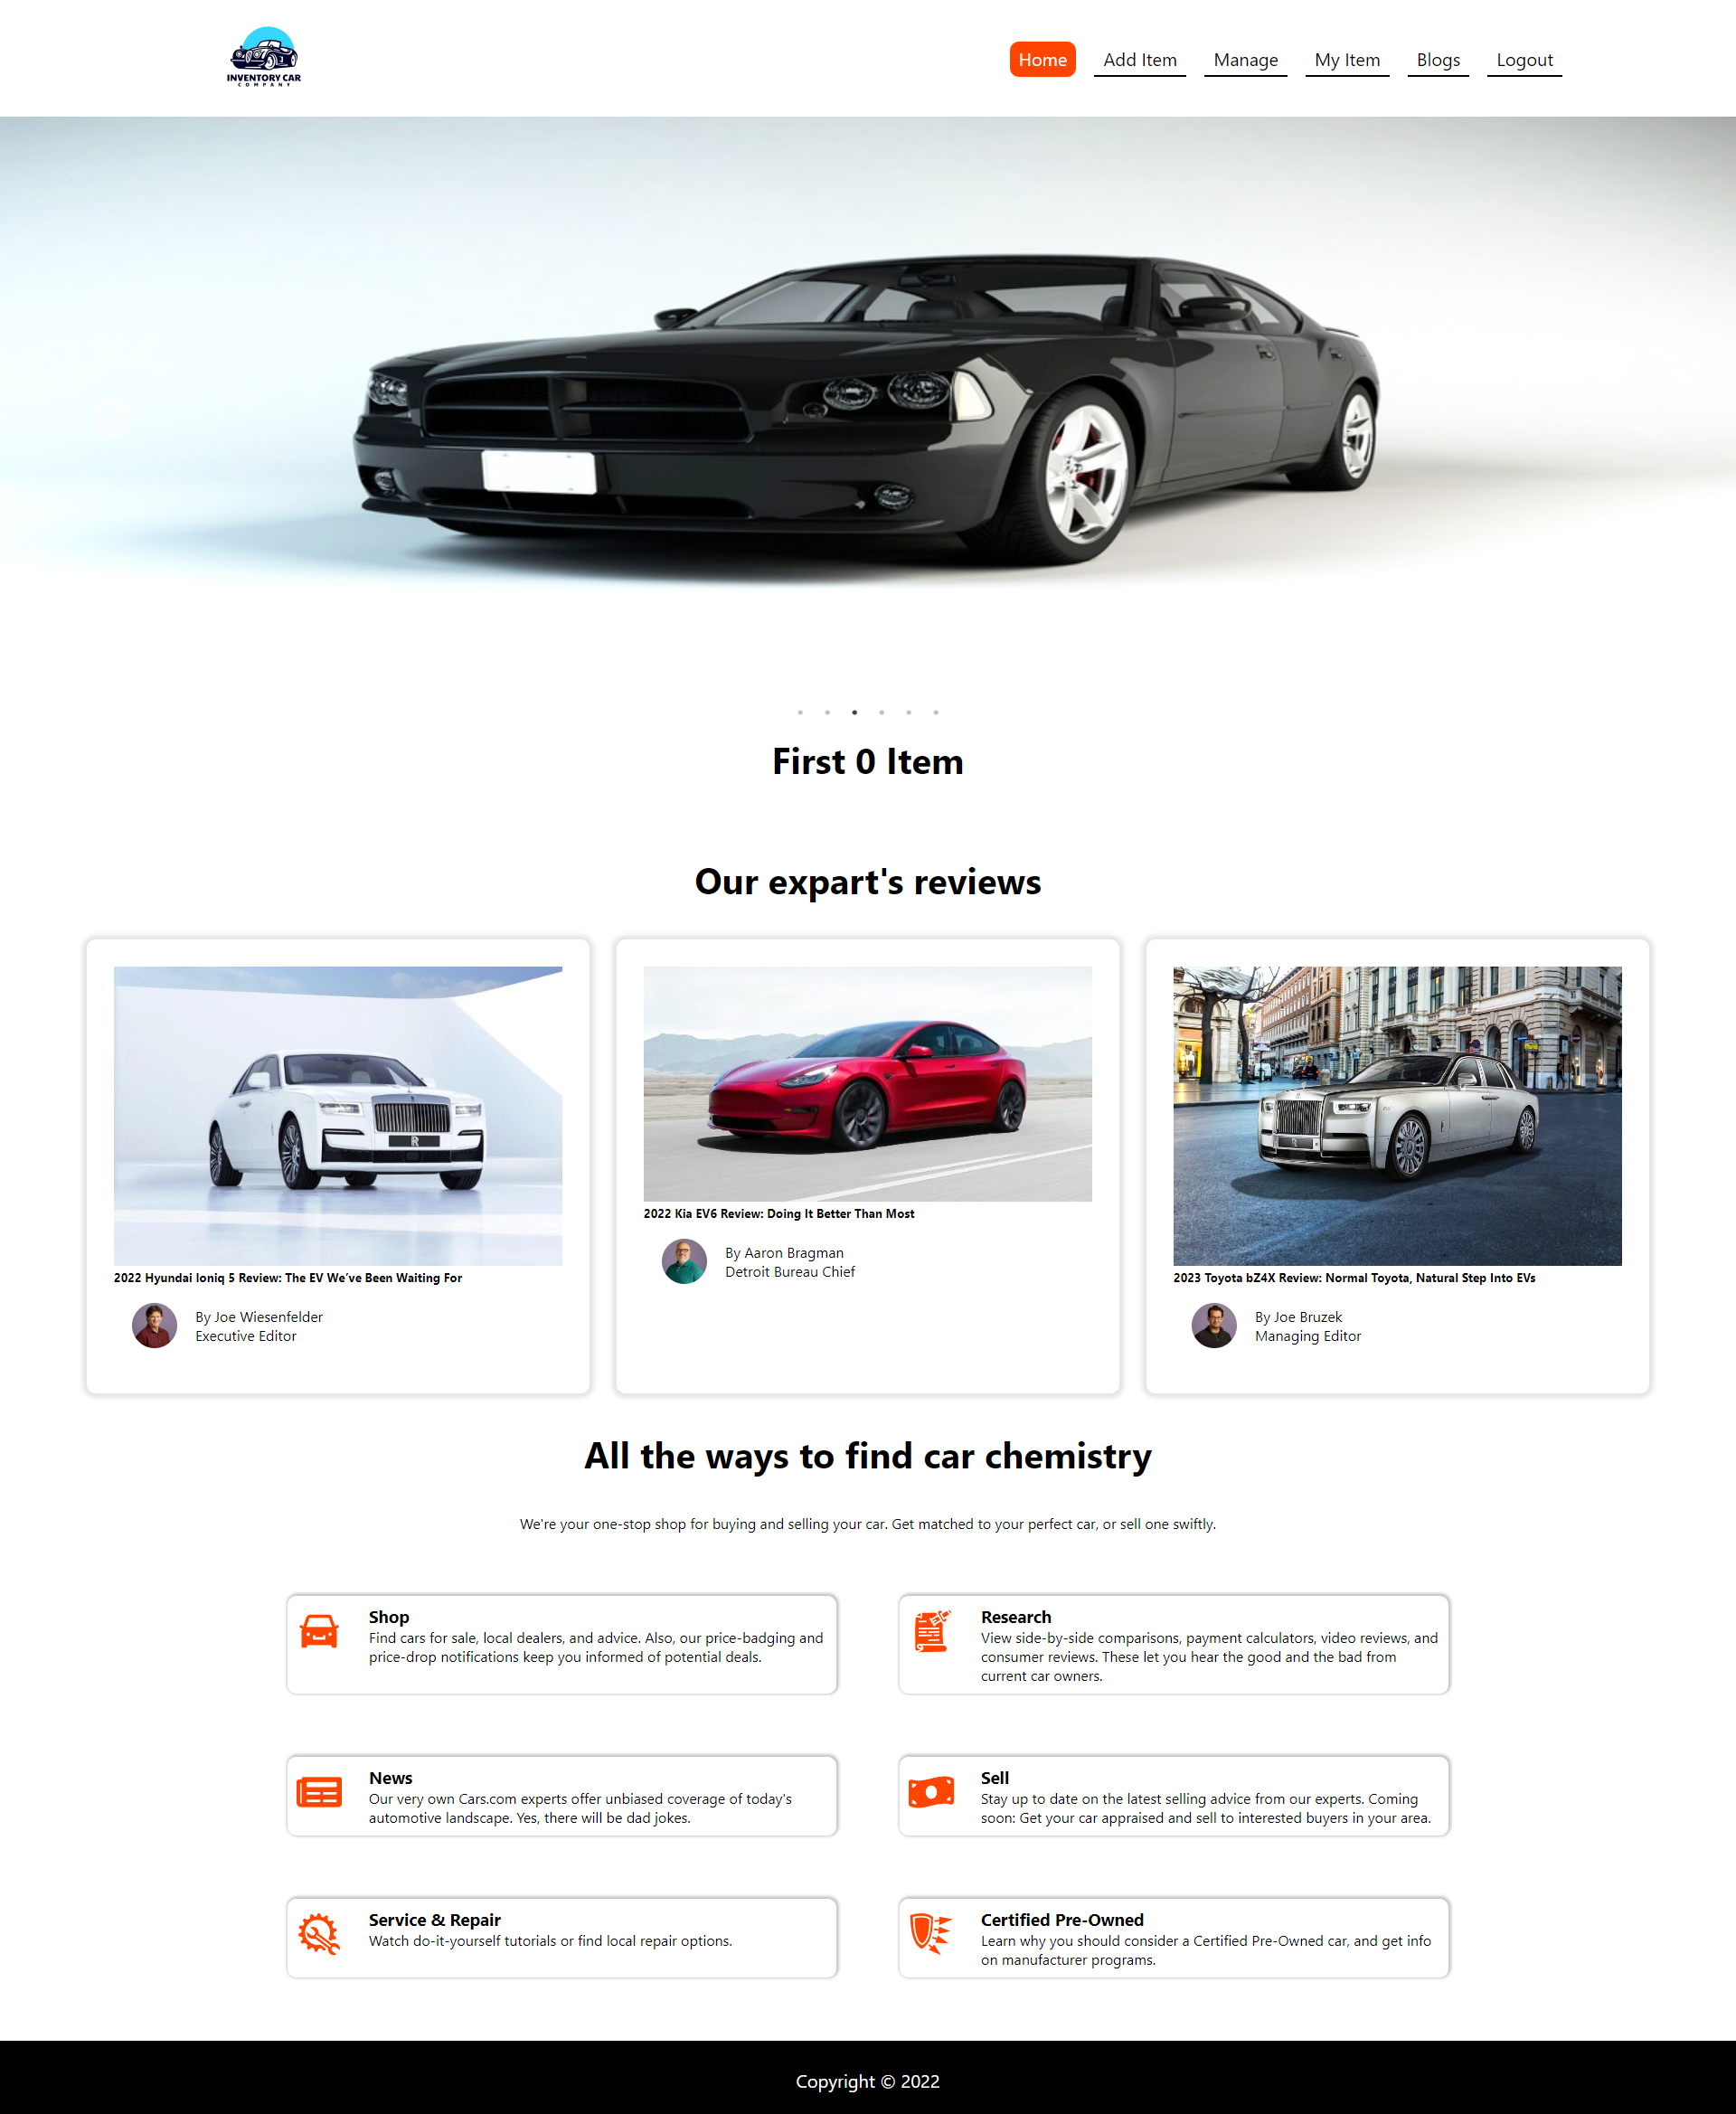 INVENTORY CAR
COMPANY
Home
Add Item
Manage
My Item
Blogs
Logout
First 0 Item
Our expart's reviews
2022 Hyundai Ioniq 5 Review: The EV We've Been Waiting For
By Joe Wiesenfelder
Executive Editor
2022 Kia EV6 Review: Doing It Better Than Most
By Aaron Bragman
Detroit Bureau Chief
2023 Toyota bZ4X Review: Normal Toyota, Natural Step Into EVs
By Joe Bruzek
Managing Editor
All the ways to find car chemistry
We're your one-stop shop for buying and selling your car. Get matched to your perfect car, or sell one swiftly.
Shop
Find cars for sale, local dealers, and advice. Also, our price-badging and
price-drop notifications keep you informed of potential deals.
Research
View side-by-side comparisons, payment calculators, video reviews, and
consumer reviews. These let you hear the good and the bad from
current car owners.
News
Our very own Cars.com experts offer unbiased coverage of today's
automotive landscape. Yes, there will be dad jokes.
Sell
Stay up to date on the latest selling advice from our experts. Coming
soon: Get your car appraised and sell to interested buyers in your area.
Service & Repair
Watch do-it-yourself tutorials or find local repair options.
Certified Pre-Owned
Learn why you should consider a Certified Pre-Owned car, and get info
on manufacturer programs.
Copyright © 2022